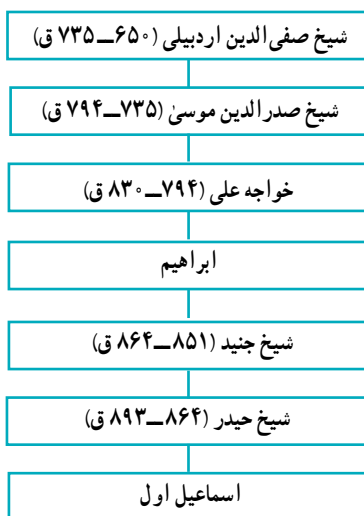 شیخ صفی‌الدین اردبیلی (۶۵۰ــ۷۳۵ ق)
شیخ صدرالدین موسیٰ (۷۳۵ــ۷۹۴ ق)
خواجه علی (۷۹۴ــ۸۳۰ ق)
ابراهیم
شیخ جنید (۸۵۱ــ۸۶۴ ق)
شیخ حیدر (۸۶۴ــ۸۹۳ ق)
اسماعیل اول